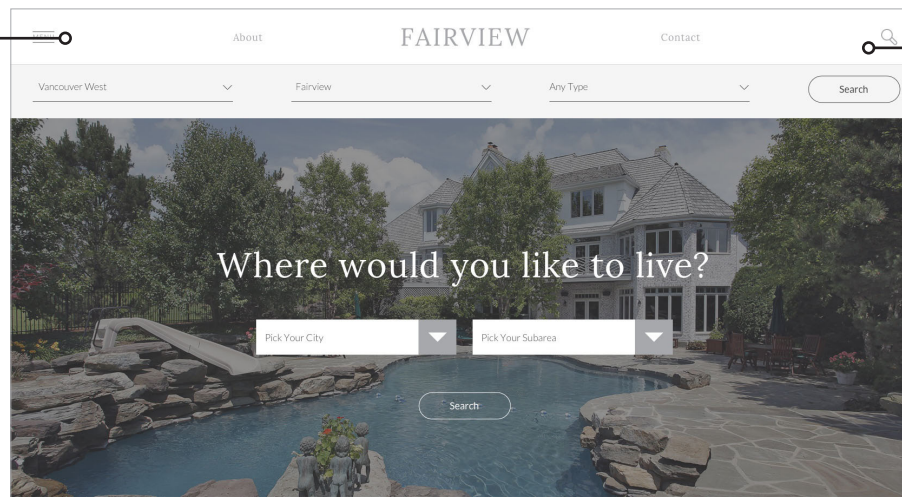 MENU
About
FAIRVIEW
Contact
Vancouver West
Fairview
Any Type
Search
Where would you like to live?
Pick Your City
Pick Your Subarea
Search